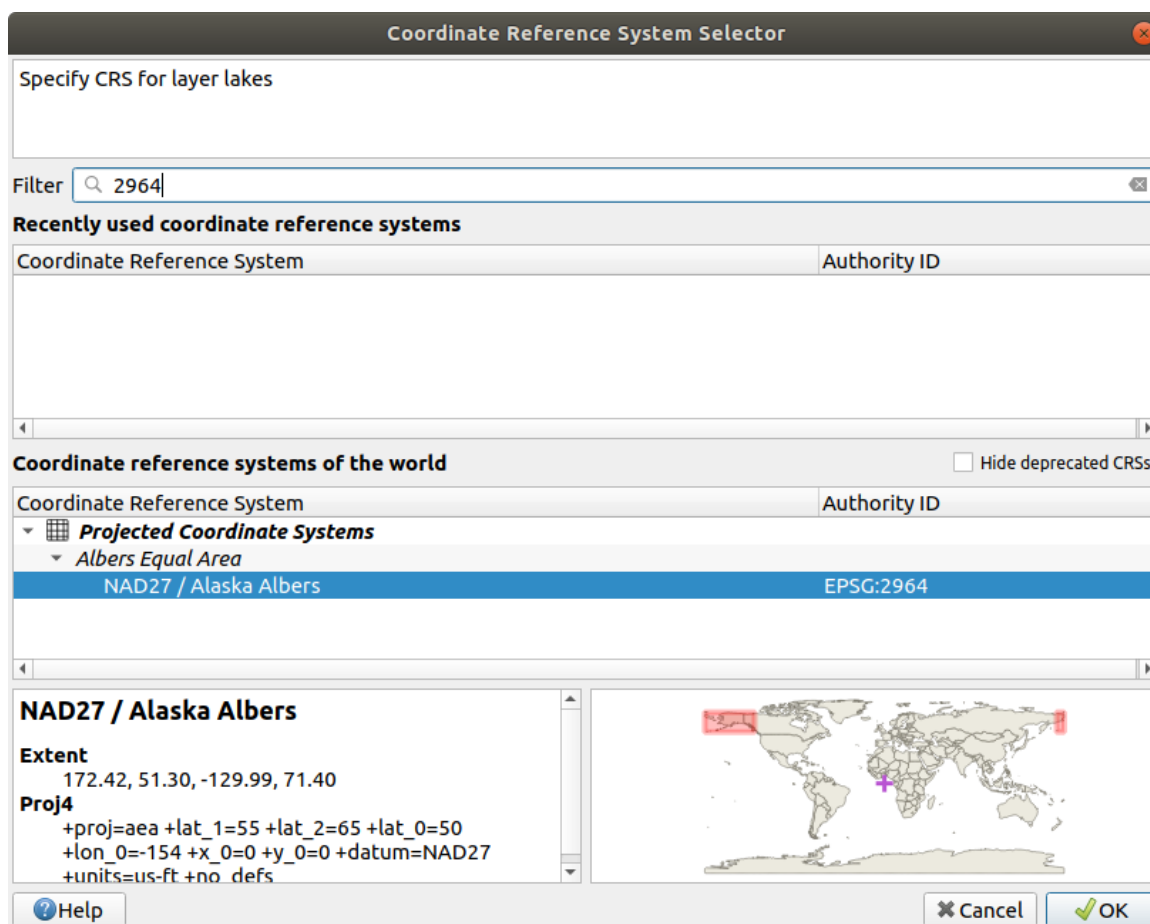 Coordinate Reference System Selector
Specify CRS for layer lakes
Filter 2964
Recently used coordinate reference systems
Coordinate Reference System Authority ID
Coordinate reference systems of the world Hide deprecated CRSs
Coordinate Reference System Authority ID
Projected Coordinate Systems
Albers Equal Area
NAD27 / Alaska Albers EPSG:2964
NAD27 / Alaska Albers
Extent
172.42, 51.30, -129.99, 71.40
Proj4
+proj=aea +lat_1=55 +lat_2=65 +lat_0=50
+lon_0=-154 +x_0=0 +y_0=0 +datum=NAD27
+units=us-ft +no_defs
Help Cancel OK